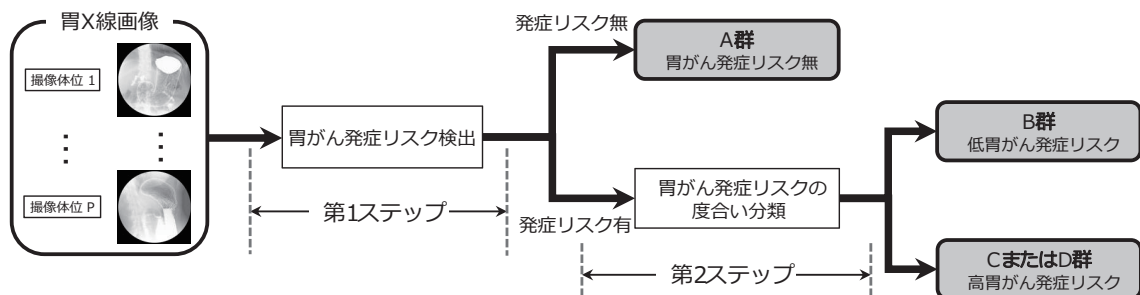 胃X線画像
撮像体位 1
撮像体位 P
胃がん発症リスク検出
第1ステップ
発症リスク無
発症リスク有
A群
胃がん発症リスク無
胃がん発症リスクの
度合い分類
第2ステップ
B群
低胃がん発症リスク
CまたはD群
高胃がん発症リスク